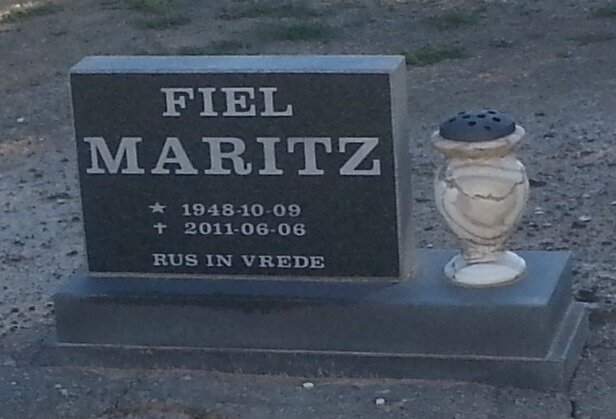 FIEL
MARITZ
★ 1948-10-09
✝ 2011-06-06
RUS IN VREDE